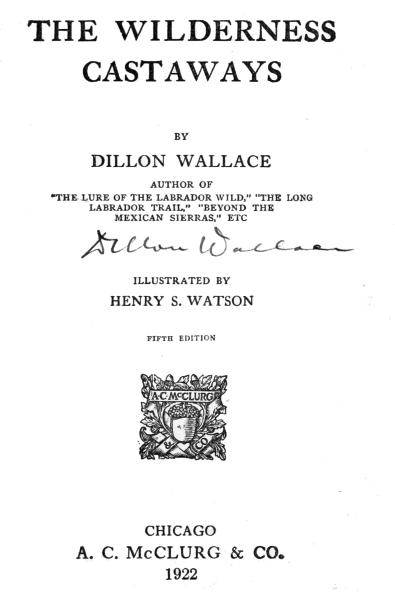 THE WILDERNESS
CASTAWAYS
BY
DILLON WALLACE
AUTHOR OF
"THE LURE OF THE LABRADOR WILD," "THE LONG
LABRADOR TRAIL," "BEYOND THE
MEXICAN SIERRAS," ETC
Dillon Wallace
ILLUSTRATED BY
HENRY S. WATSON
FIFTH EDITION
A·C·McCLURG
CHICAGO
A. C. McCLURG & CO.
1922